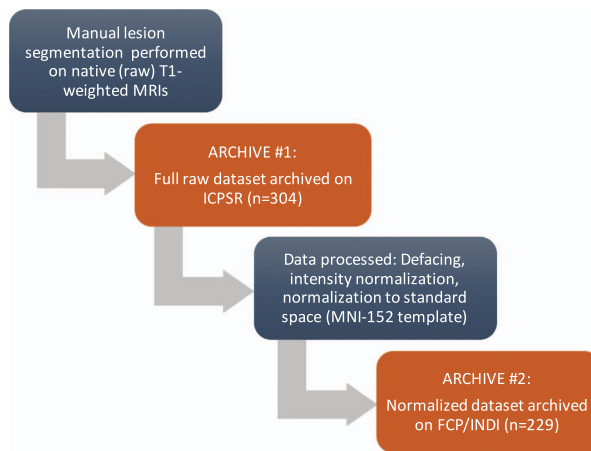 Manual lesion
segmentation performed
on native (raw) T1-
weighted MRIs
ARCHIVE #1:
Full raw dataset archived on
ICPSR (n=304)
Data processed: Defacing,
intensity normalization,
normalization to standard
space (MNI-152 template)
ARCHIVE #2:
Normalized dataset archived
on FCP/INDI (n=229)